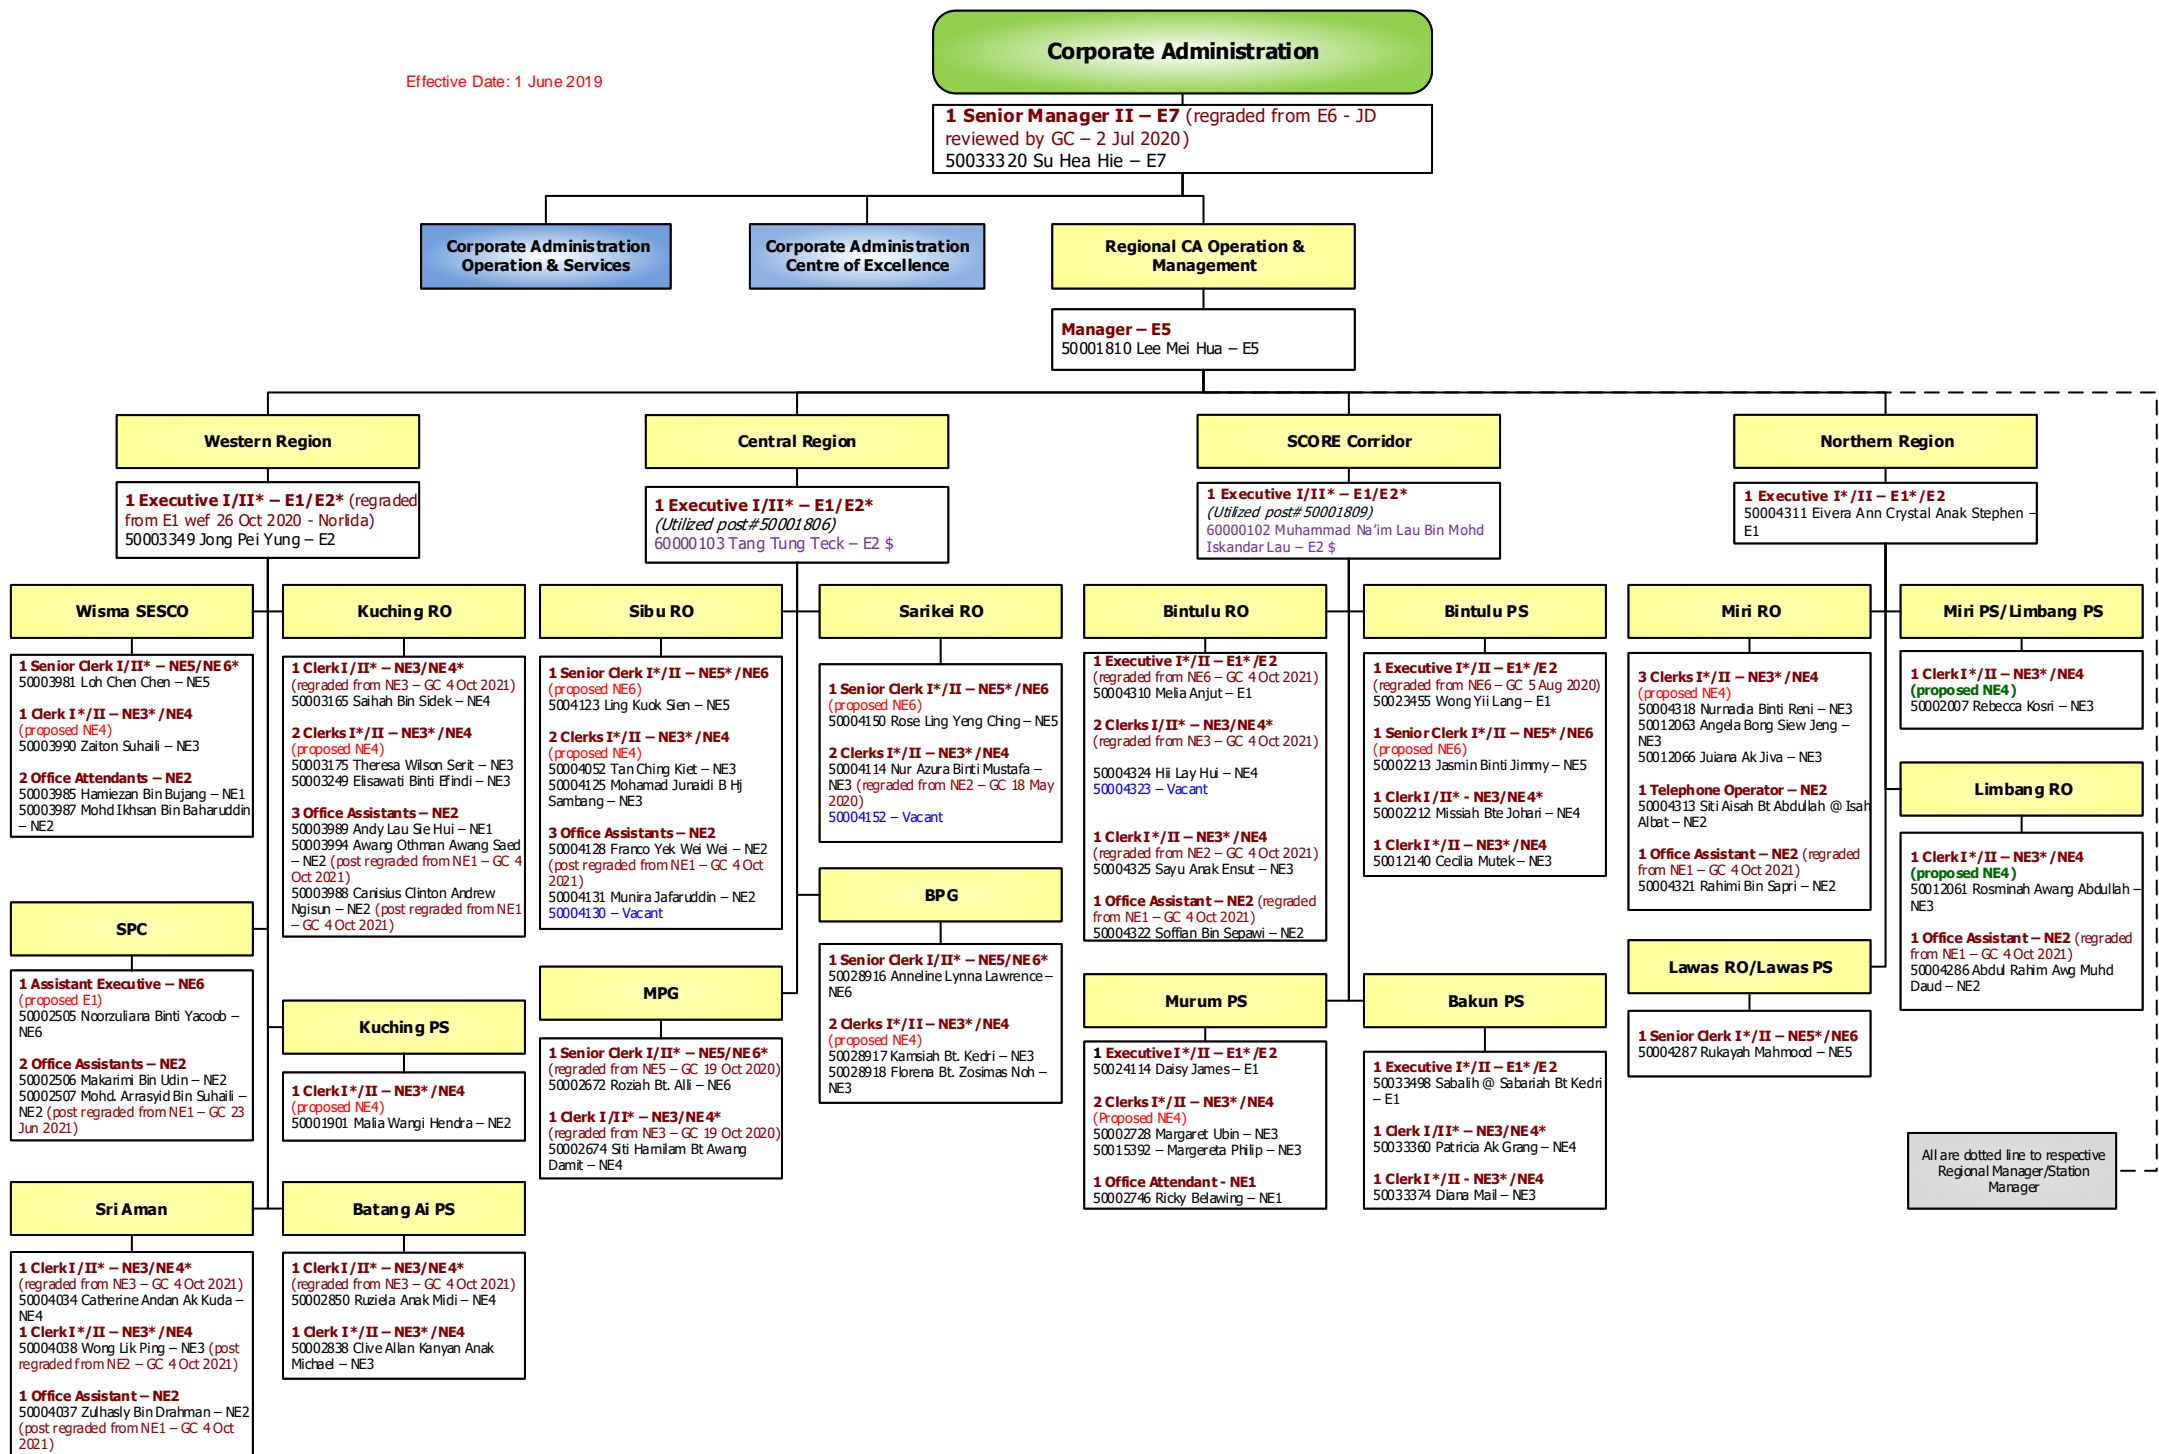 Corporate Administration
Effective Date: 1 June 2019
1 Senior Manager II – E7 (regraded from E6 - JD
reviewed by GC – 2 Jul 2020)
50033320 Su Hea Hie – E7
Corporate Administration
Operation & Services
Corporate Administration
Centre of Excellence
Regional CA Operation &
Management
Manager – E5
50001810 Lee Mei Hua – E5
Western Region
1 Executive I/II* – E1/E2* (regraded
from E1 wef 26 Oct 2020 - Norlida)
50003349 Jong Pei Yung – E2
Central Region
1 Executive I/II* – E1/E2*
(Utilized post#50001806)
60000103 Tang Tung Teck – E2 $
SCORE Corridor
1 Executive I/II* – E1/E2*
(Utilized post#50001809)
60000102 Muhammad Na’im Lau Bin Mohd
Iskandar Lau – E2 $
Northern Region
1 Executive I*/II – E1*/E2
50004311 Eivera Ann Crystal Anak Stephen –
E1
Wisma SESCO
1 Senior Clerk I/II* – NE5/NE6*
50003981 Loh Chen Chen – NE5
1 Clerk I*/II – NE3*/NE4
(proposed NE4)
50003990 Zaiton Suhaili – NE3
2 Office Attendants – NE2
50003985 Hamiezan Bin Bujang – NE1
50003987 Mohd Ikhsan Bin Baharuddin
– NE2
Kuching RO
1 Clerk I/II* – NE3/NE4*
(regraded from NE3 – GC 4 Oct 2021)
50003165 Saihah Bin Sidek – NE4
2 Clerks I*/II – NE3*/NE4
(proposed NE4)
50003175 Theresa Wilson Serit – NE3
50003249 Elisawati Binti Efindi – NE3
3 Office Assistants – NE2
50003989 Andy Lau Sie Hui – NE1
50003994 Awang Othman Awang Saed
– NE2 (post regraded from NE1 – GC 4
Oct 2021)
50003988 Canisius Clinton Andrew
Ngisun – NE2 (post regraded from NE1
– GC 4 Oct 2021)
SPC
1 Assistant Executive – NE6
(proposed E1)
50002505 Noorzuliana Binti Yacoob –
NE6
2 Office Assistants – NE2
50002506 Makarimi Bin Udin – NE2
50002507 Mohd. Arrasyid Bin Suhaili –
NE2 (post regraded from NE1 – GC 23
Jun 2021)
Kuching PS
1 Clerk I*/II – NE3*/NE4
(proposed NE4)
50001901 Malia Wangi Hendra – NE2
Sri Aman
1 Clerk I/II* – NE3/NE4*
(regraded from NE3 – GC 4 Oct 2021)
50004034 Catherine Andan Ak Kuda –
NE4
1 Clerk I*/II – NE3*/NE4
50004038 Wong Lik Ping – NE3 (post
regraded from NE2 – GC 4 Oct 2021)
1 Office Assistant – NE2
50004037 Zulhasly Bin Drahman – NE2
(post regraded from NE1 – GC 4 Oct
2021)
Batang Ai PS
1 Clerk I/II* – NE3/NE4*
(regraded from NE3 – GC 4 Oct 2021)
50002850 Ruziela Anak Midi – NE4
1 Clerk I*/II – NE3*/NE4
50002838 Clive Allan Kanyan Anak
Michael – NE3
Sibu RO
1 Senior Clerk I*/II – NE5*/NE6
(proposed NE6)
5004123 Ling Kuok Sien – NE5
2 Clerks I*/II – NE3*/NE4
(proposed NE4)
50004052 Tan Ching Kiet – NE3
50004125 Mohamad Junaidi B Hj
Sambang – NE3
3 Office Assistants – NE2
50004128 Franco Yek Wei Wei – NE2
(post regraded from NE1 – GC 4 Oct
2021)
50004131 Munira Jafaruddin – NE2
50004130 – Vacant
Sarikei RO
1 Senior Clerk I*/II – NE5*/NE6
(proposed NE6)
50004150 Rose Ling Yeng Ching – NE5
2 Clerks I*/II – NE3*/NE4
50004114 Nur Azura Binti Mustafa –
NE3 (regraded from NE2 – GC 18 May
2020)
50004152 – Vacant
MPG
1 Senior Clerk I/II* – NE5/NE6*
(regraded from NE5 – GC 19 Oct 2020)
50002672 Roziah Bt. Alli – NE6
1 Clerk I/II* – NE3/NE4*
(regraded from NE3 – GC 19 Oct 2020)
50002674 Siti Harnilam Bt Awang
Damit – NE4
BPG
1 Senior Clerk I/II* – NE5/NE6*
50028916 Anneline Lynna Lawrence –
NE6
2 Clerks I*/II – NE3*/NE4
(proposed NE4)
50028917 Kamsiah Bt. Kedri – NE3
50028918 Florena Bt. Zosimas Noh –
NE3
Bintulu RO
1 Executive I*/II – E1*/E2
(regraded from NE6 – GC 4 Oct 2021)
50004310 Melia Anjut – E1
2 Clerks I/II* – NE3/NE4*
(regraded from NE3 – GC 4 Oct 2021)
50004324 Hii Lay Hui – NE4
50004323 – Vacant
1 Clerk I*/II – NE3*/NE4
(regraded from NE2 – GC 4 Oct 2021)
50004325 Sayu Anak Ensut – NE3
1 Office Assistant – NE2 (regraded
from NE1 – GC 4 Oct 2021)
50004322 Soffian Bin Sepawi – NE2
Bintulu PS
1 Executive I*/II – E1*/E2
(regraded from NE6 – GC 5 Aug 2020)
50023455 Wong Yii Lang – E1
1 Senior Clerk I*/II – NE5*/NE6
(proposed NE6)
50002213 Jasmin Binti Jimmy – NE5
1 Clerk I/II* - NE3/NE4*
50002212 Missiah Bte Johari – NE4
1 Clerk I*/II – NE3*/NE4
50012140 Cecilia Mutek – NE3
Murum PS
1 Executive I*/II – E1*/E2
50024114 Daisy James – E1
2 Clerks I*/II – NE3*/NE4
(Proposed NE4)
50002728 Margaret Ubin – NE3
50015392 – Margereta Philip – NE3
1 Office Attendant - NE1
50002746 Ricky Belawing – NE1
Bakun PS
1 Executive I*/II – E1*/E2
50033498 Sabalih @ Sabariah Bt Kedri
– E1
1 Clerk I/II* – NE3/NE4*
50033360 Patricia Ak Grang – NE4
1 Clerk I*/II - NE3*/NE4
50033374 Diana Mail – NE3
Miri RO
3 Clerks I*/II – NE3*/NE4
(proposed NE4)
50004318 Nurnadia Binti Reni – NE3
50012063 Angela Bong Siew Jeng –
NE3
50012066 Juiana Ak Jiva – NE3
1 Telephone Operator – NE2
50004313 Siti Aisah Bt Abdullah @ Isah
Albat – NE2
1 Office Assistant – NE2 (regraded
from NE1 – GC 4 Oct 2021)
50004321 Rahimi Bin Sapri – NE2
Miri PS/Limbang PS
1 Clerk I*/II – NE3*/NE4
(proposed NE4)
50002007 Rebecca Kosri – NE3
Limbang RO
1 Clerk I*/II – NE3*/NE4
(proposed NE4)
50012061 Rosminah Awang Abdullah –
NE3
1 Office Assistant – NE2 (regraded
from NE1 – GC 4 Oct 2021)
50004286 Abdul Rahim Awg Muhd
Daud – NE2
Lawas RO/Lawas PS
1 Senior Clerk I*/II – NE5*/NE6
50004287 Rukayah Mahmood – NE5
All are dotted line to respective
Regional Manager/Station
Manager